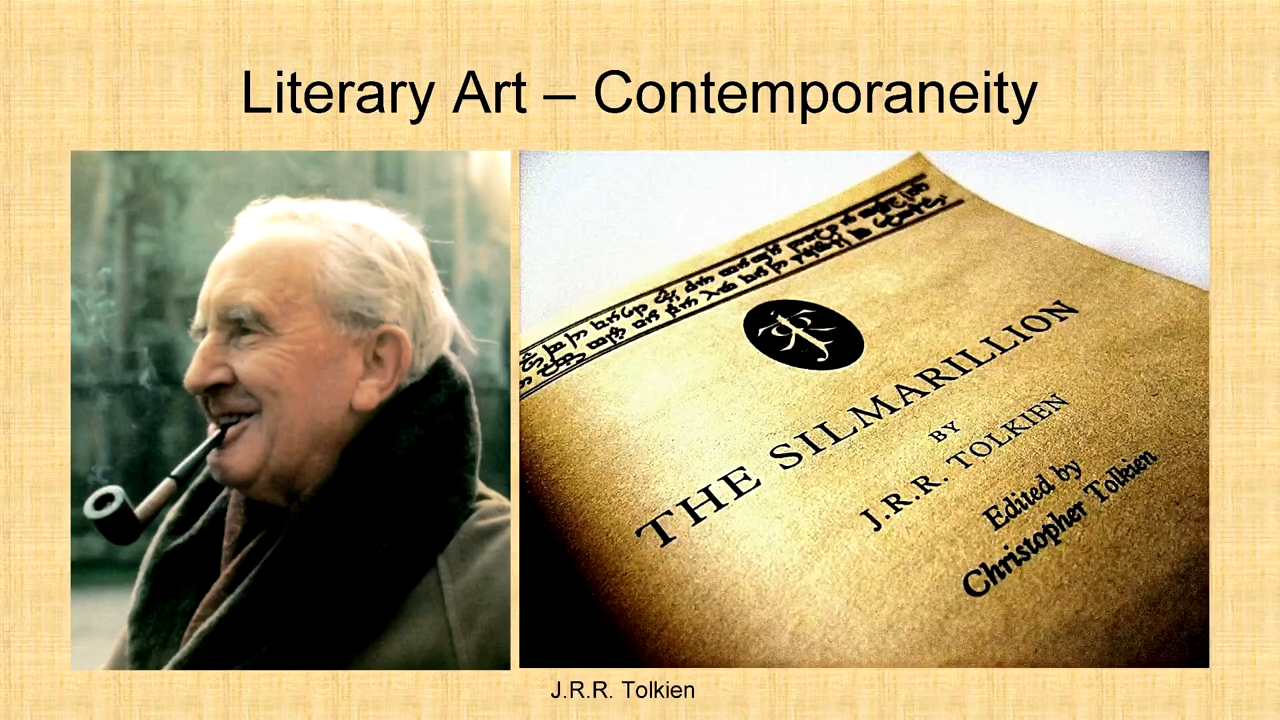 Literary Art – Contemporaneity
THE SILMARILLION
BY
J.R.R. TOLKIEN
Edited by
Christopher Tolkien
J.R.R. Tolkien